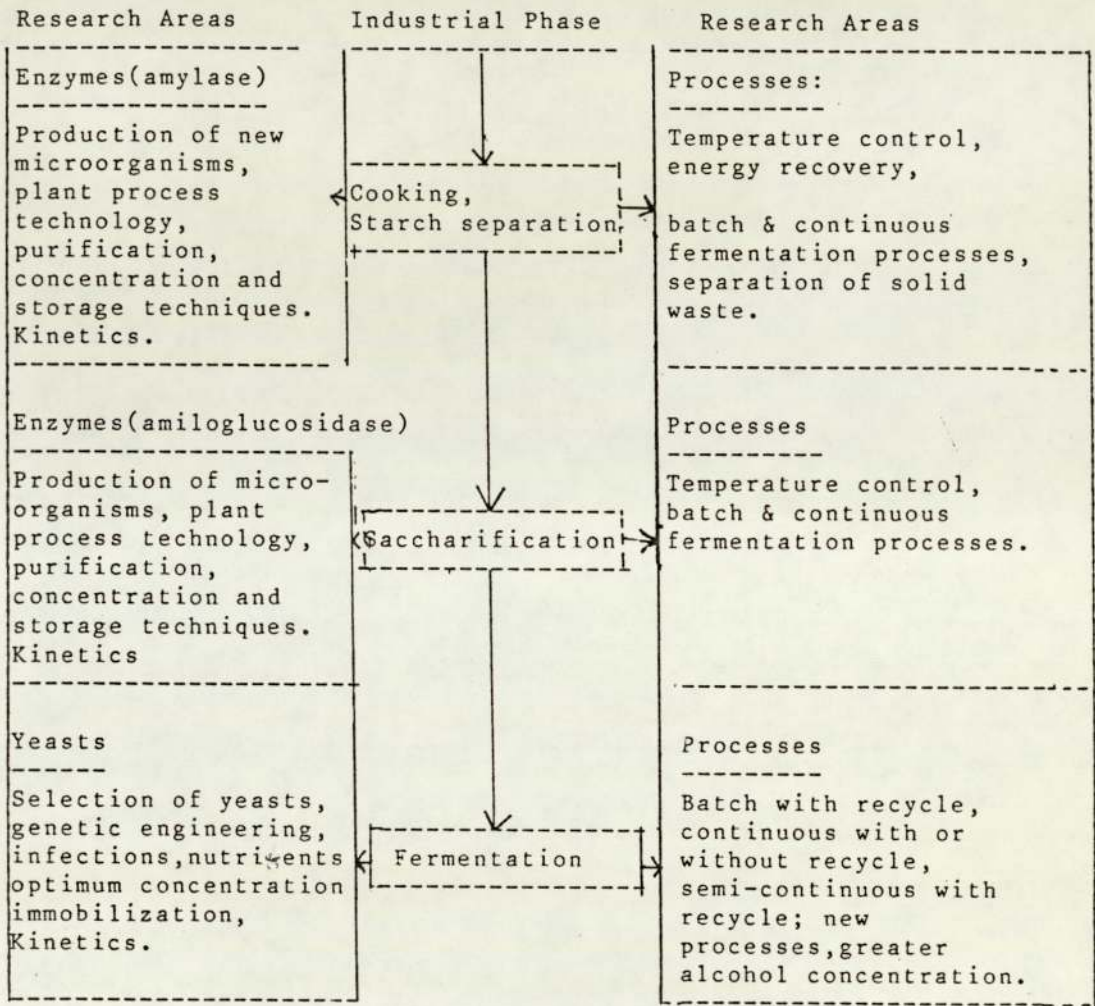 Research Areas
Industrial Phase
Research Areas
Enzymes(amylase)
Production of new
microorganisms,
plant process
technology,
purification,
concentration and
storage techniques.
Kinetics.
Cooking,
Starch separation
Processes:
Temperature control,
energy recovery,
batch & continuous
fermentation processes,
separation of solid
waste.
Enzymes(amiloglucosidase)
Production of micro-
organisms, plant
process technology,
purification,
concentration and
storage techniques.
Kinetics
Saccharification
Processes
Temperature control,
batch & continuous
fermentation processes.
Yeasts
Selection of yeasts,
genetic engineering,
infections,nutrients
optimum concentration
immobilization,
Kinetics.
Fermentation
Processes
Batch with recycle,
continuous with or
without recycle,
semi-continuous with
recycle; new
processes,greater
alcohol concentration.